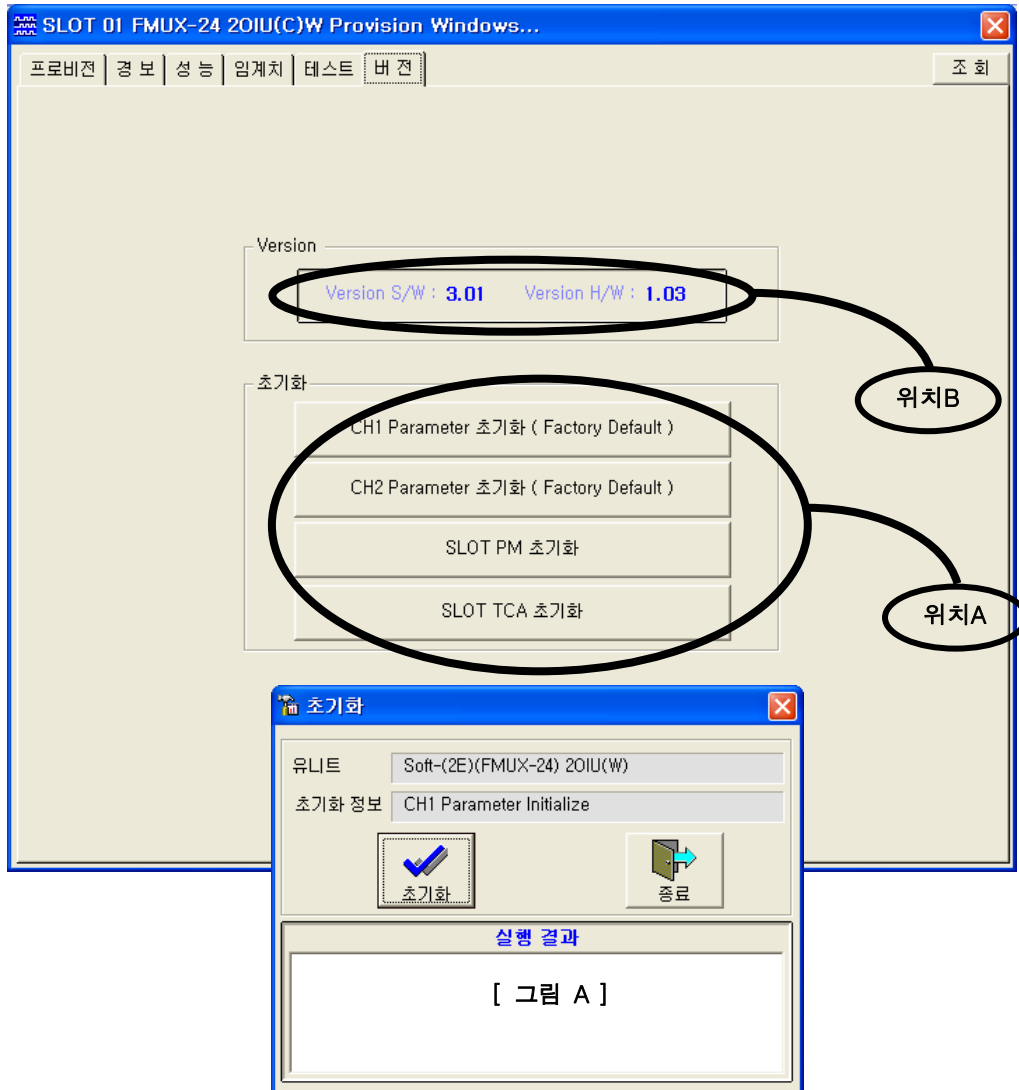 SLOT 01 FMUX-24 2OIU(C)W Provision Windows...
프로비전 경 보 성 능 임계치 테스트 버 전 조 회
Version
Version S/W : 3.01 Version H/W : 1.03
위치B
초기화
CH1 Parameter 초기화 ( Factory Default )
CH2 Parameter 초기화 ( Factory Default )
SLOT PM 초기화
SLOT TCA 초기화
위치A
초기화
유니트 Soft-(2E)(FMUX-24) 2OIU(W)
초기화 정보 CH1 Parameter Initialize
초기화 종료
실행 결과
[ 그림 A ]